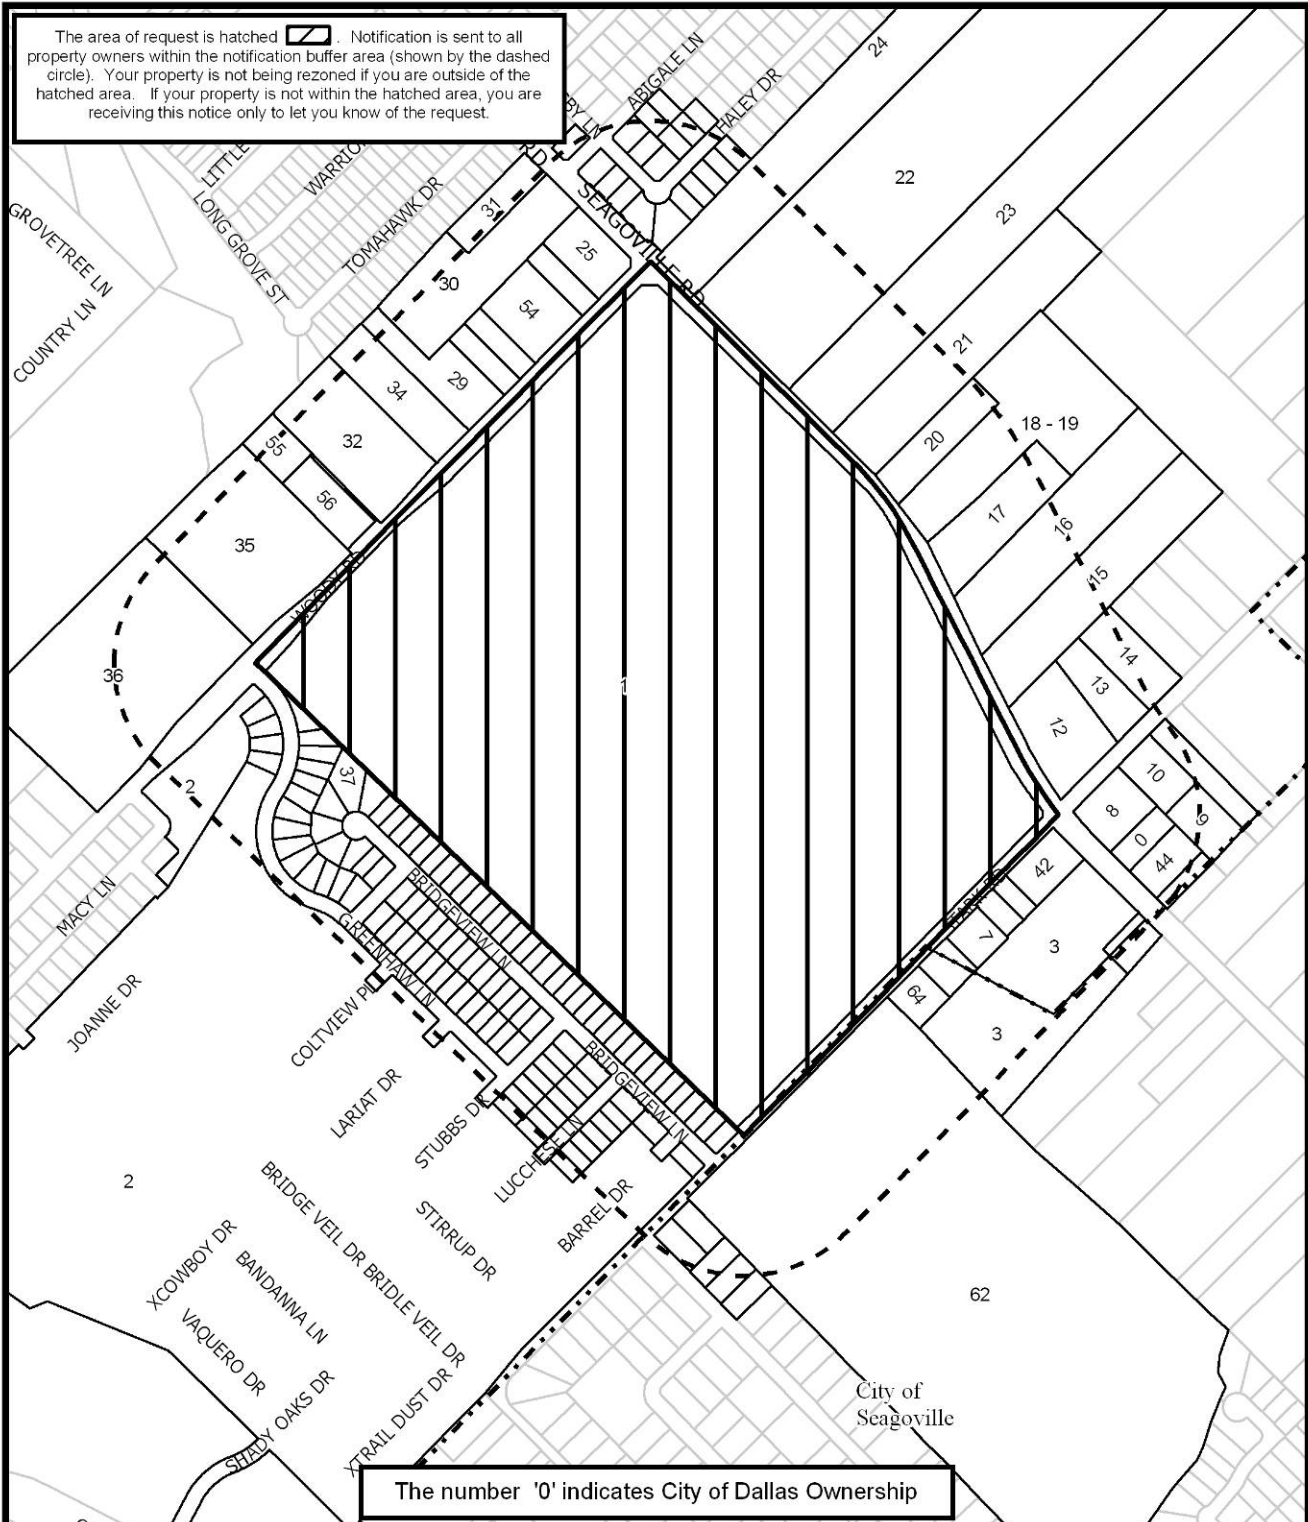 The area of request is hatched . Notification is sent to all
property owners within the notification buffer area (shown by the dashed
circle). Your property is not being rezoned if you are outside of the
hatched area. If your property is not within the hatched area, you are
receiving this notice only to let you know of the request.
24
ABIGALE LN
HALEY DR
BY LN
RD
SEAGOVILLE RD
LITTLE
WARRIO
TOMAHAWK DR
LONG GROVE ST
GROVETREE LN
COUNTRY LN
22
23
31
25
30
54
21
29
34
18 - 19
32
20
55
56
17
16
35
15
WOODY RD
36
14
13
12
1
37
2
10
8
9
0
44
42
7
3
MACY LN
BRIDGEVIEW LN
GREENHAW LN
64
3
JOANNE DR
COLTVIEW PL
BRIDGEVIEW LN
LARIAT DR
STUBBS DR
LUCCHESE LN
2
BRIDGE VEIL DR
BRIDLE VEIL DR
STIRRUP DR
BARREL DR
XCOWBOY DR
BANDANNA LN
VAQUERO DR
62
SHADY OAKS DR
XTRAIL DUST DR
City of
Seagoville
The number '0' indicates City of Dallas Ownership